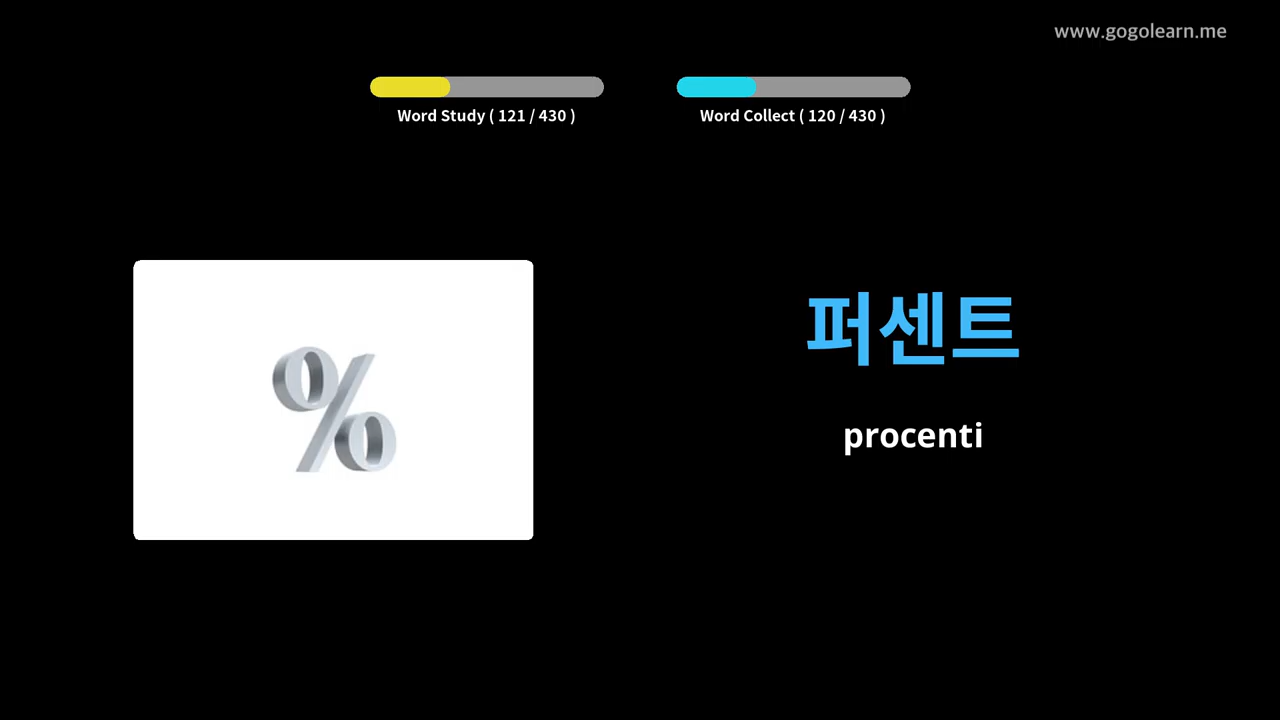 www.gogolearn.me
Word Study ( 121 / 430 )
Word Collect ( 120 / 430 )
%
퍼센트
procenti